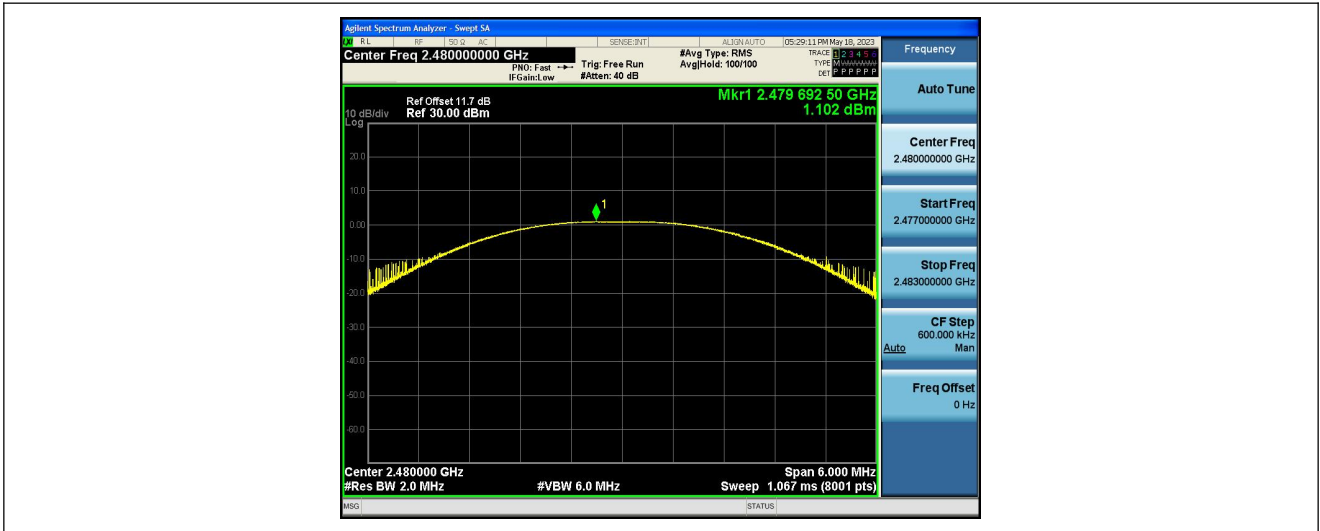 Agilent Spectrum Analyzer - Swept SA
RL RF 50 Ω AC SENSE:INT ALIGN AUTO 05:29:11 PM May 18, 2023
Center Freq 2.480000000 GHz
PNO: Fast
IFGain:Low
Trig: Free Run
#Atten: 40 dB
#Avg Type: RMS
Avg|Hold: 100/100
TRACE 1 2 3 4 5 6
TYPE M WWWWW
DET P P P P P P
Mkr1 2.479 692 50 GHz
1.102 dBm
Ref Offset 11.7 dB
10 dB/div Ref 30.00 dBm
Log
20.0
10.0
0.00
-10.0
-20.0
-30.0
-40.0
-50.0
-60.0
1
Center 2.480000 GHz Span 6.000 MHz
#Res BW 2.0 MHz #VBW 6.0 MHz Sweep 1.067 ms (8001 pts)
MSG STATUS
Frequency
Auto Tune
Center Freq
2.480000000 GHz
Start Freq
2.477000000 GHz
Stop Freq
2.483000000 GHz
CF Step
600.000 kHz
Auto Man
Freq Offset
0 Hz